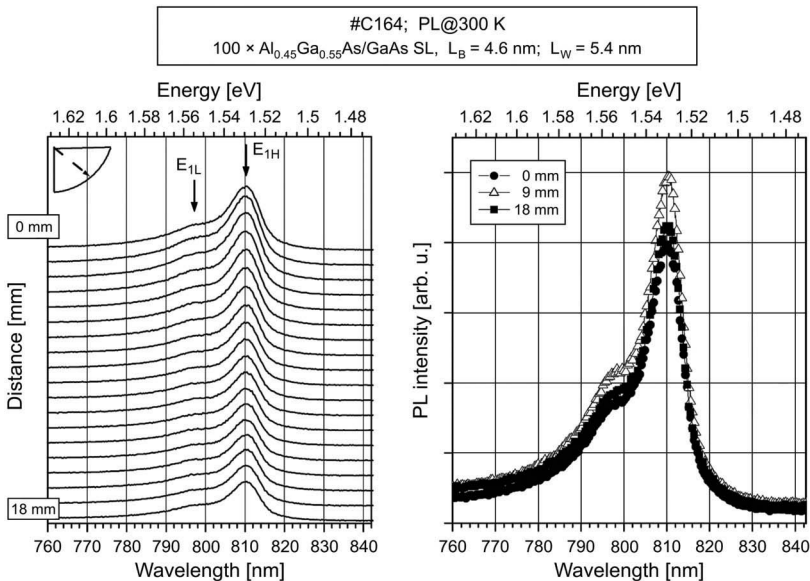 #C164; PL@300 K
100 × Al0.45Ga0.55As/GaAs SL, LB = 4.6 nm; LW = 5.4 nm
Energy [eV]
1.62 1.6 1.58 1.56 1.54 1.52 1.5 1.48
E1L
E1H
0 mm
18 mm
Distance [mm]
760 770 780 790 800 810 820 830 840
Wavelength [nm]
Energy [eV]
1.62 1.6 1.58 1.56 1.54 1.52 1.5 1.48
0 mm
9 mm
18 mm
PL intensity [arb. u.]
760 770 780 790 800 810 820 830 840
Wavelength [nm]